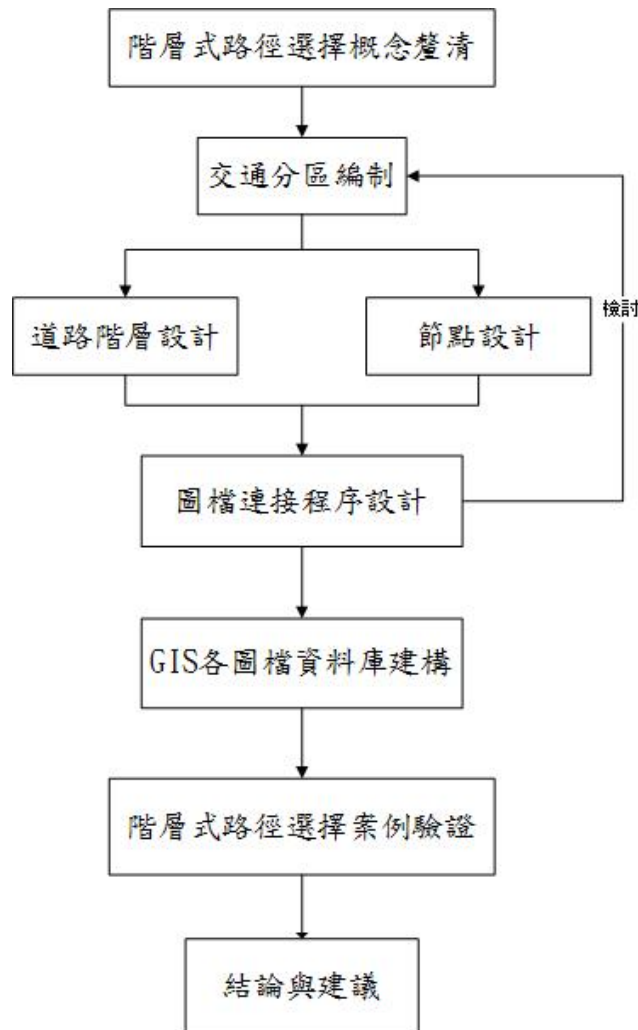 階層式路徑選擇概念釐清
交通分區編制
道路階層設計
節點設計
檢討
圖檔連接程序設計
GIS各圖檔資料庫建構
階層式路徑選擇案例驗證
結論與建議